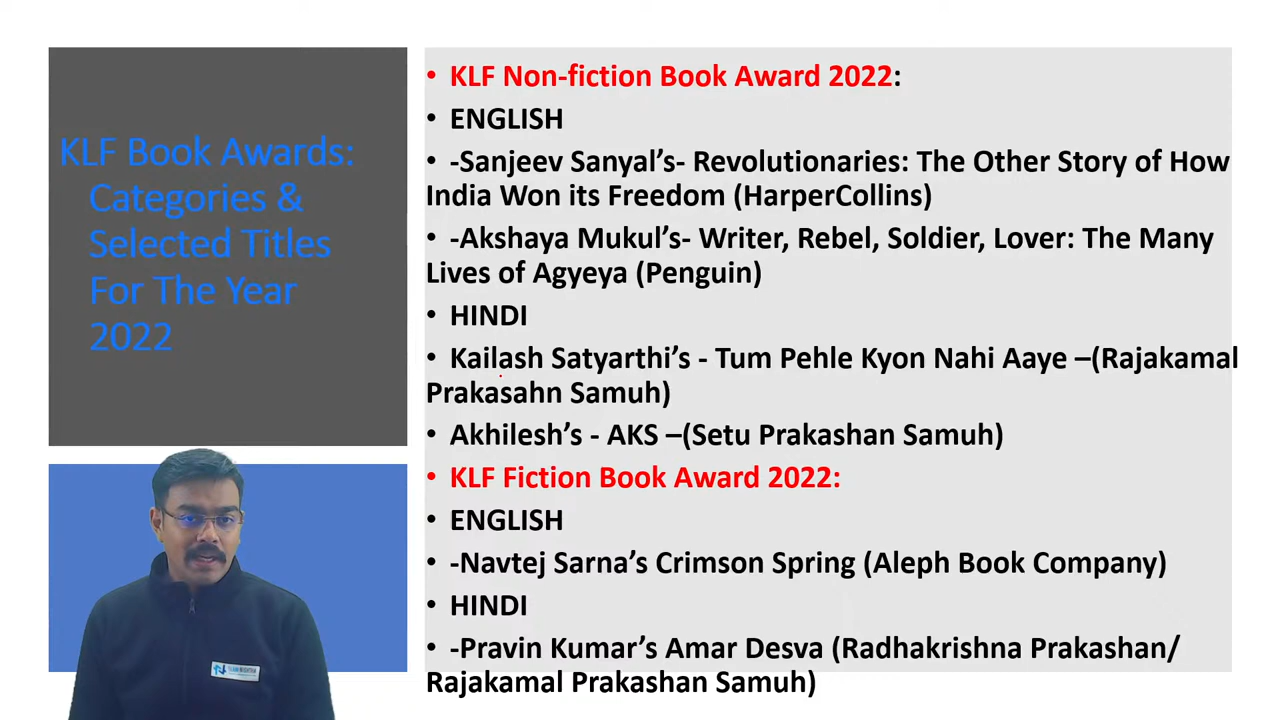 KLF Book Awards:
Categories &
Selected Titles
For The Year
2022
• KLF Non-fiction Book Award 2022:
• ENGLISH
• -Sanjeev Sanyal’s- Revolutionaries: The Other Story of How
India Won its Freedom (HarperCollins)
• -Akshaya Mukul’s- Writer, Rebel, Soldier, Lover: The Many
Lives of Agyeya (Penguin)
• HINDI
• Kailash Satyarthi’s - Tum Pehle Kyon Nahi Aaye –(Rajakamal
Prakasahn Samuh)
• Akhilesh’s - AKS –(Setu Prakashan Samuh)
• KLF Fiction Book Award 2022:
• ENGLISH
• -Navtej Sarna’s Crimson Spring (Aleph Book Company)
• HINDI
• -Pravin Kumar’s Amar Desva (Radhakrishna Prakashan/
Rajakamal Prakashan Samuh)